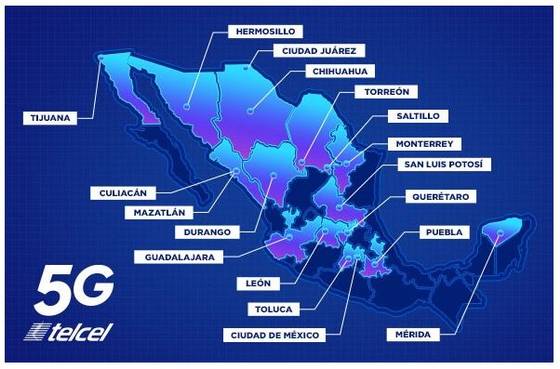 HERMOSILLO
CIUDAD JUÁREZ
CHIHUAHUA
TORREÓN
SALTILLO
TIJUANA
MONTERREY
SAN LUIS POTOSÍ
CULIACÁN
QUERÉTARO
MAZATLÁN
DURANGO
PUEBLA
GUADALAJARA
LEÓN
5G
TOLUCA
telcel
CIUDAD DE MÉXICO
MÉRIDA